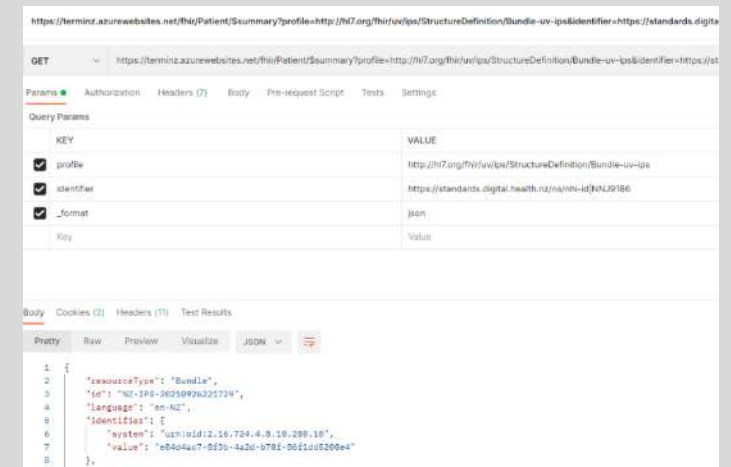 https://terminz.azurewebsites.net/fhir/Patient/$summary?profile=http://hl7.org/fhir/uv/ips/StructureDefinition/Bundle-uv-ips&identifier=https://standards.digita
GET https://terminz.azurewebsites.net/fhir/Patient/$summary?profile=http://hl7.org/fhir/uv/ips/StructureDefinition/Bundle-uv-ips&identifier=https://st
Params Authorization Headers (7) Body Pre-request Script Tests Settings
Query Params
KEY VALUE
profile http://hl7.org/fhir/uv/ips/StructureDefinition/Bundle-uv-ips
identifier https://standards.digital.health.nz/ns/nhi-id|NNJ9186
_format json
Key Value
Body Cookies (2) Headers (11) Test Results
Pretty Raw Preview Visualize JSON
1 {
2 "resourceType": "Bundle",
3 "id": "NZ-IPS-20210926221729",
4 "language": "en-NZ",
5 "identifier": {
6 "system": "urn:oid:2.16.724.4.8.10.200.10",
7 "value":
8 },